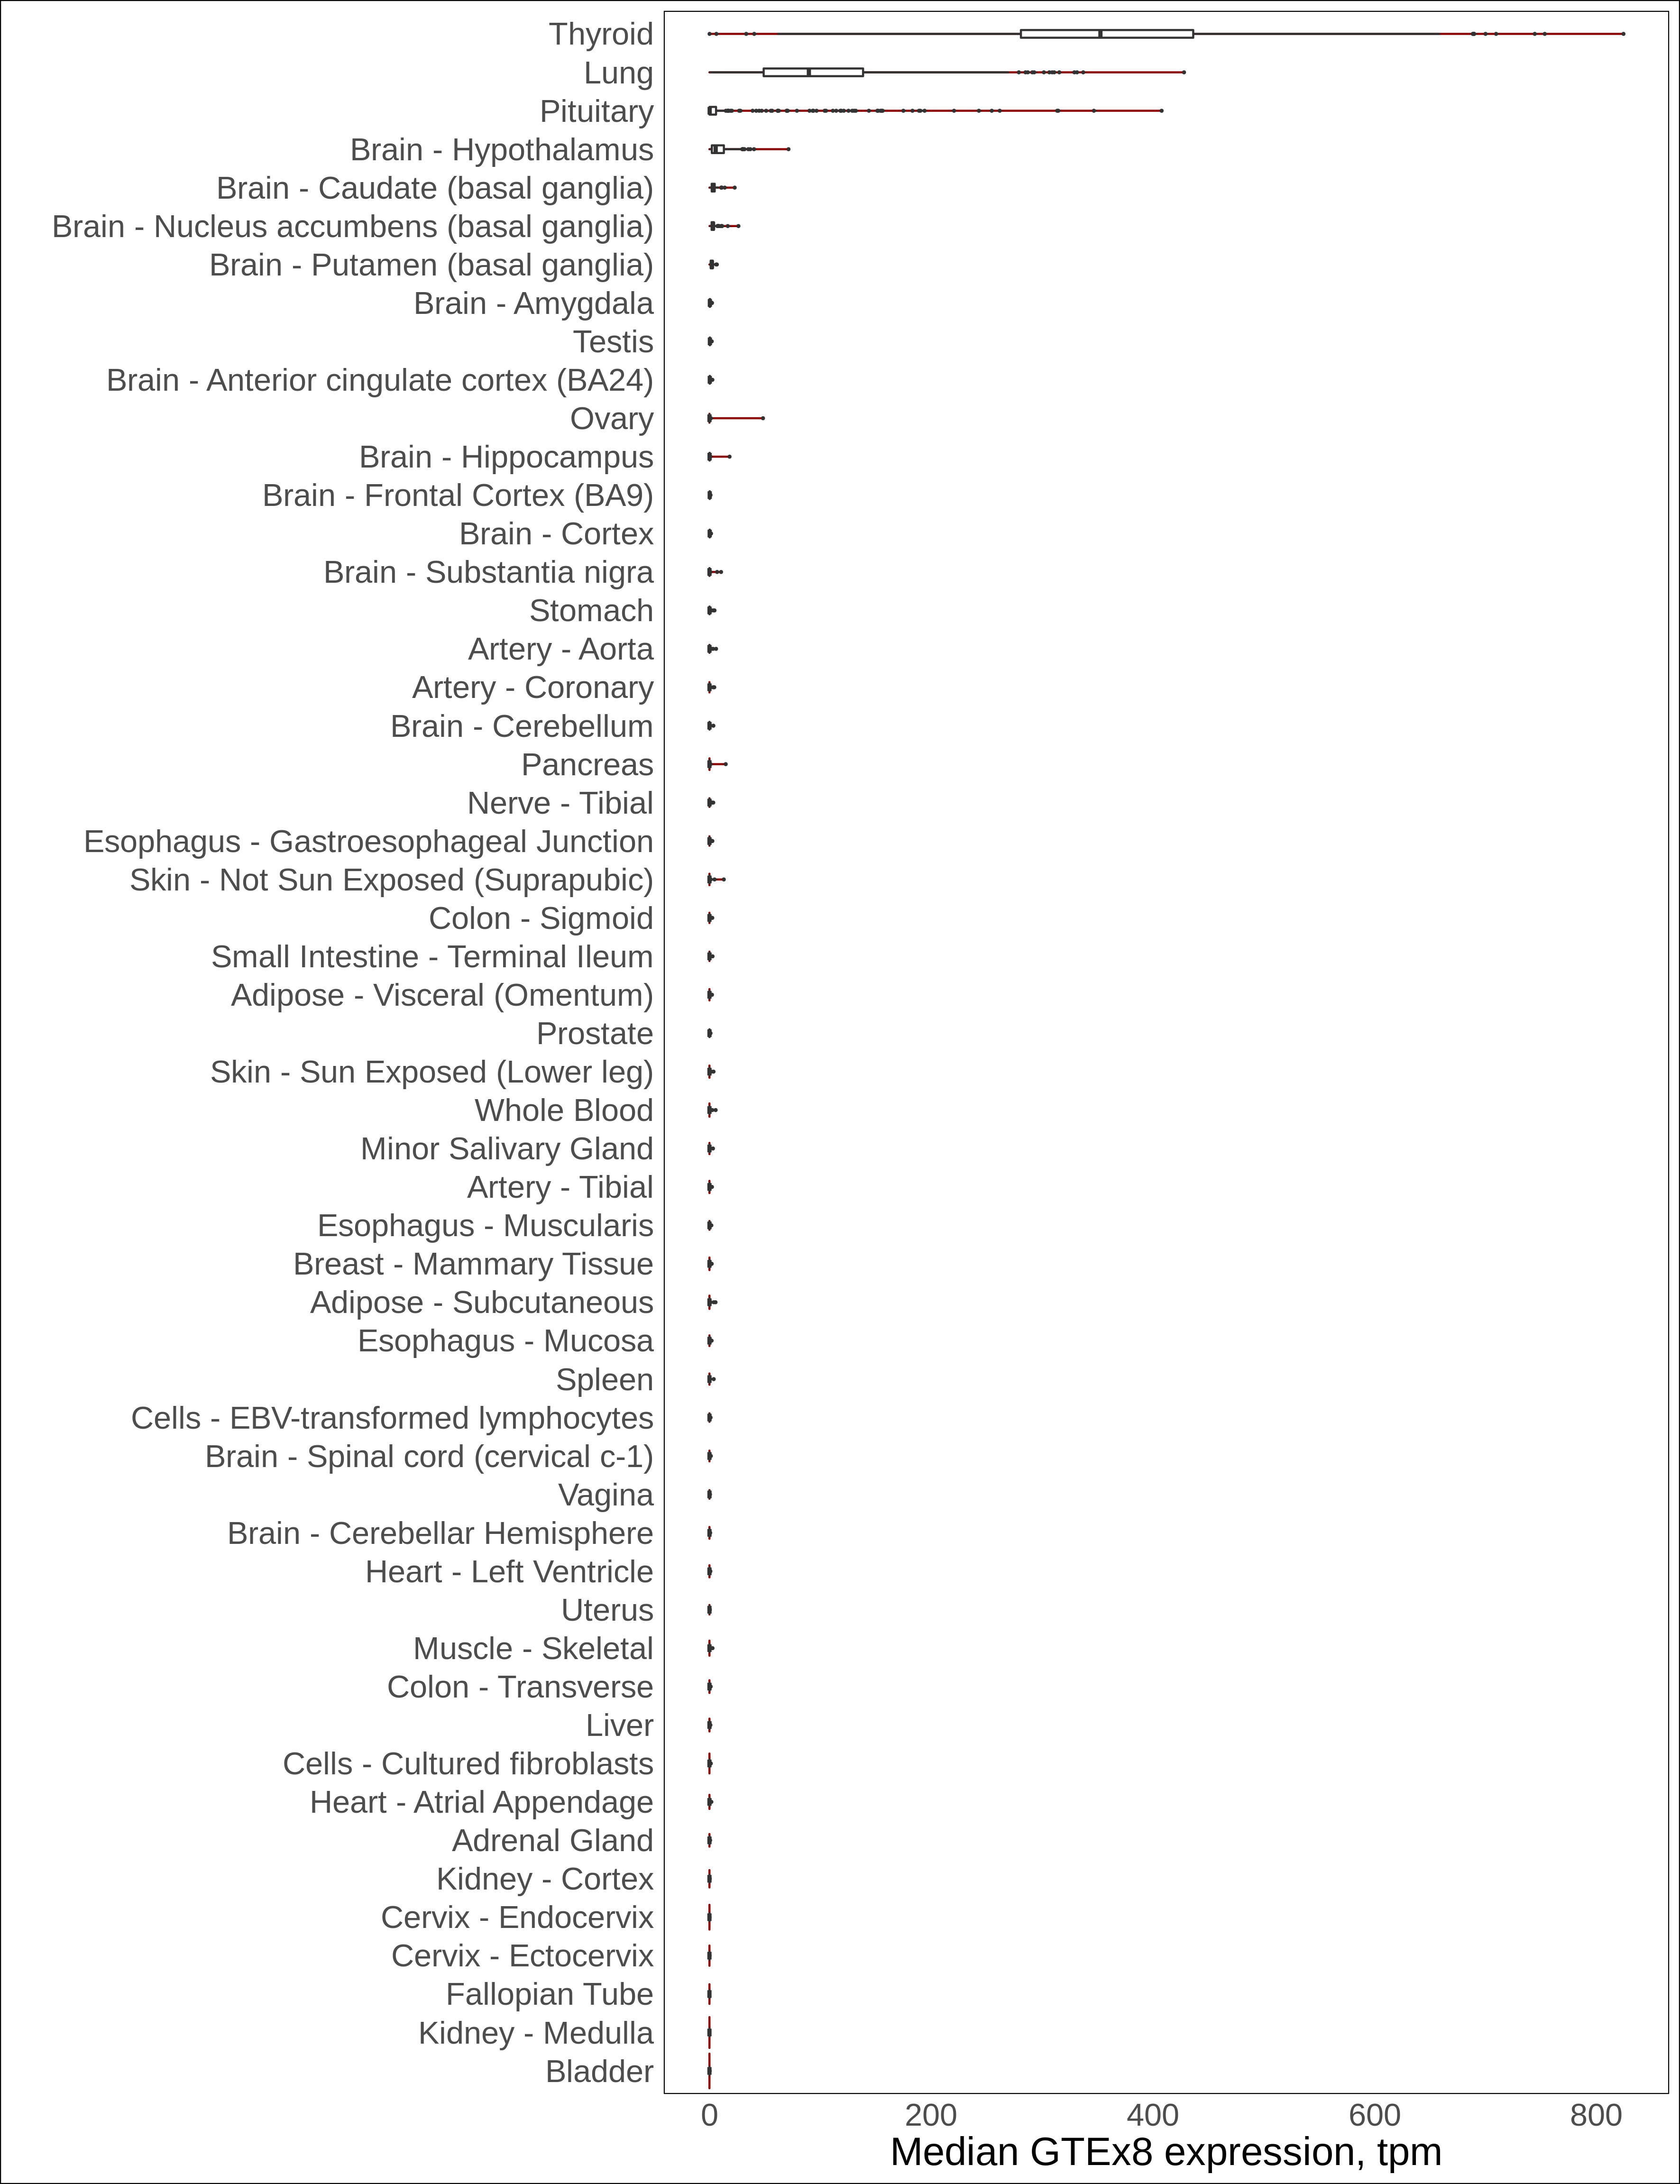 Thyroid
Lung
Pituitary
Brain - Hypothalamus
Brain - Caudate (basal ganglia)
Brain - Nucleus accumbens (basal ganglia)
Brain - Putamen (basal ganglia)
Brain - Amygdala
Testis
Brain - Anterior cingulate cortex (BA24)
Ovary
Brain - Hippocampus
Brain - Frontal Cortex (BA9)
Brain - Cortex
Brain - Substantia nigra
Stomach
Artery - Aorta
Artery - Coronary
Brain - Cerebellum
Pancreas
Nerve - Tibial
Esophagus - Gastroesophageal Junction
Skin - Not Sun Exposed (Suprapubic)
Colon - Sigmoid
Small Intestine - Terminal Ileum
Adipose - Visceral (Omentum)
Prostate
Skin - Sun Exposed (Lower leg)
Whole Blood
Minor Salivary Gland
Artery - Tibial
Esophagus - Muscularis
Breast - Mammary Tissue
Adipose - Subcutaneous
Esophagus - Mucosa
Spleen
Cells - EBV-transformed lymphocytes
Brain - Spinal cord (cervical c-1)
Vagina
Brain - Cerebellar Hemisphere
Heart - Left Ventricle
Uterus
Muscle - Skeletal
Colon - Transverse
Liver
Cells - Cultured fibroblasts
Heart - Atrial Appendage
Adrenal Gland
Kidney - Cortex
Cervix - Endocervix
Cervix - Ectocervix
Fallopian Tube
Kidney - Medulla
Bladder
0 200 400 600 800
Median GTEx8 expression, tpm